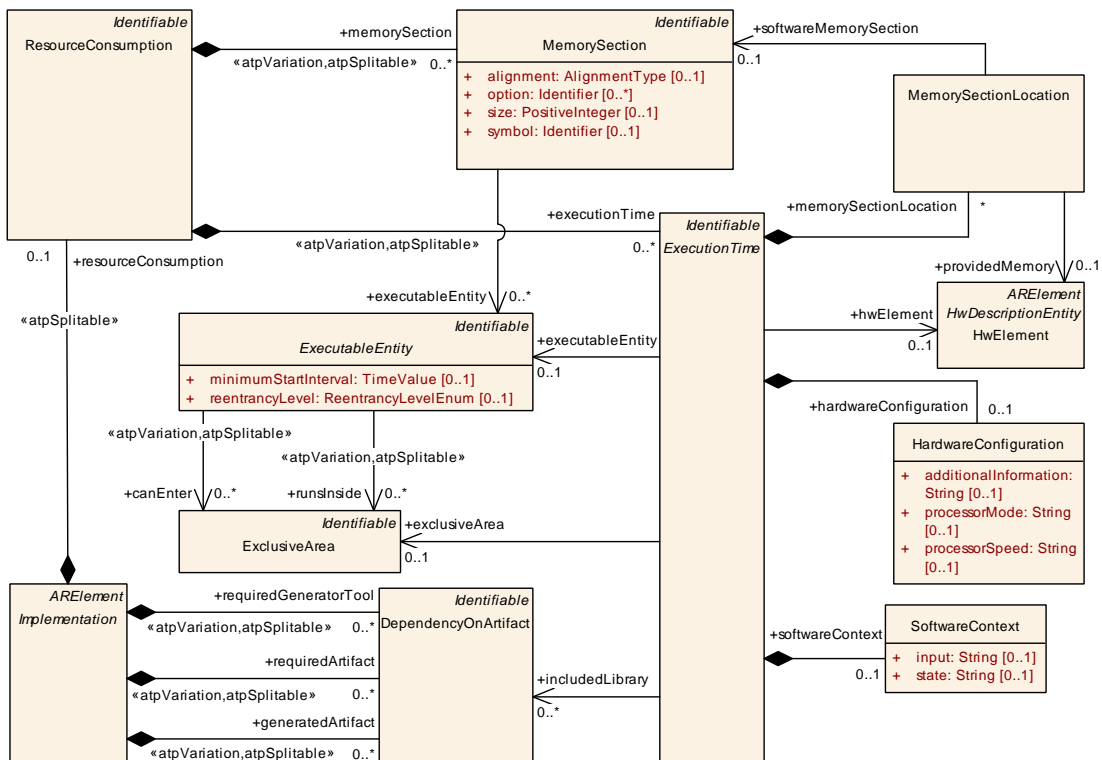 Identifiable
ResourceConsumption
+memorySection
«atpVariation,atpSplitable»
0..*
Identifiable
MemorySection
+ alignment: AlignmentType [0..1]
+ option: Identifier [0..*]
+ size: PositiveInteger [0..1]
+ symbol: Identifier [0..1]
+softwareMemorySection
0..1
MemorySectionLocation
+executionTime
«atpVariation,atpSplitable»
0..*
Identifiable
ExecutionTime
+memorySectionLocation
*
0..1
+resourceConsumption
+providedMemory
0..1
«atpSplitable»
+executableEntity
0..*
ARElement
HwDescriptionEntity
HwElement
+hwElement
0..1
Identifiable
ExecutableEntity
+ minimumStartInterval: TimeValue [0..1]
+ reentrancyLevel: ReentrancyLevelEnum [0..1]
+executableEntity
0..1
«atpVariation,atpSplitable»
«atpVariation,atpSplitable»
+hardwareConfiguration
0..1
HardwareConfiguration
+ additionalInformation:
String [0..1]
+ processorMode: String
[0..1]
+ processorSpeed: String
[0..1]
+canEnter
0..*
+runsInside
0..*
Identifiable
ExclusiveArea
+exclusiveArea
0..1
ARElement
Implementation
+requiredGeneratorTool
«atpVariation,atpSplitable»
0..*
Identifiable
DependencyOnArtifact
+requiredArtifact
«atpVariation,atpSplitable»
0..*
+generatedArtifact
«atpVariation,atpSplitable»
0..*
+includedLibrary
0..*
+softwareContext
0..1
SoftwareContext
+ input: String [0..1]
+ state: String [0..1]